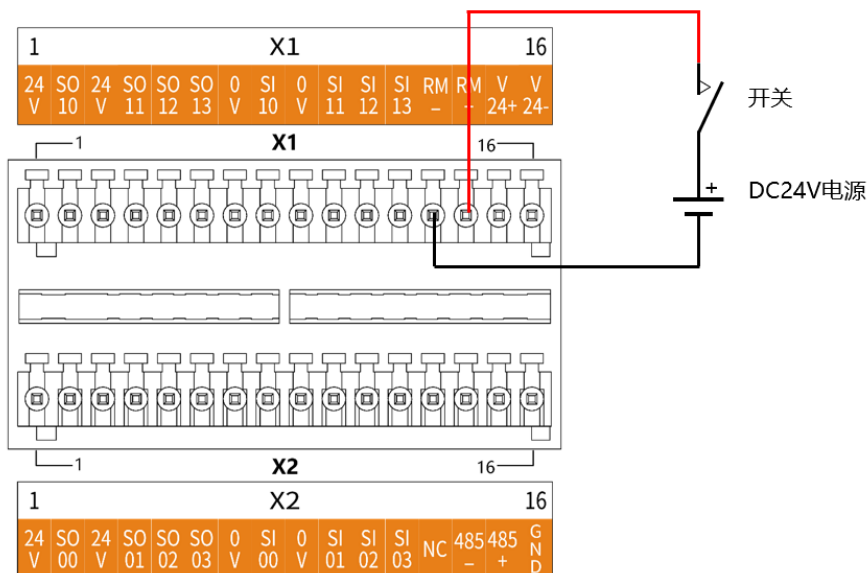 1 X1 16
24 V SO 10 24 V SO 11 SO 12 SO 13 0 V SI 10 0 V SI 11 SI 12 SI 13 RM - RM V 24+ V 24-
开关
1 X1 16
+ DC24V电源
1 X2 16
1 X2 16
24 V SO 00 24 V SO 01 SO 02 SO 03 0 V SI 00 0 V SI 01 SI 02 SI 03 NC 485 - 485 + GND